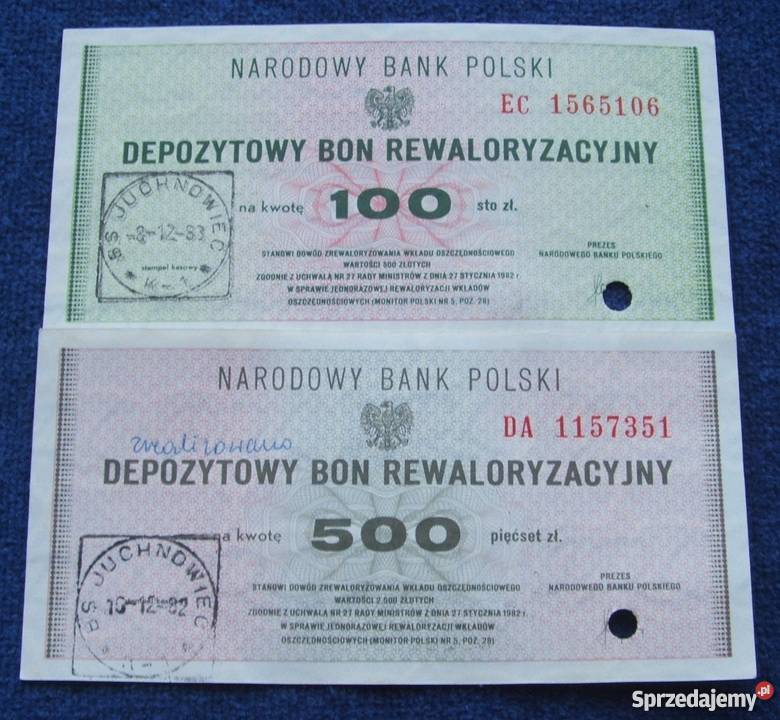 NARODOWY BANK POLSKI
EC 1565106
DEPOZYTOWY BON REWALORYZACYJNY
na kwotę 100 sto zł.
BS JUCHNOWIEC
-8-12-83
stempel kasowy
* K-1 *
STANOWI DOWÓD ZREWALORYZOWANIA WKŁADU OSZCZĘDNOŚCIOWEGO
WARTOŚCI 500 ZŁOTYCH
ZGODNIE Z UCHWAŁĄ NR 27 RADY MINISTRÓW Z DNIA 27 STYCZNIA 1982 r.
W SPRAWIE JEDNORAZOWEJ REWALORYZACJI WKŁADÓW
OSZCZĘDNOŚCIOWYCH (MONITOR POLSKI NR 5, POZ. 28)
PREZES
NARODOWEGO BANKU POLSKIEGO
NARODOWY BANK POLSKI
DA 1157351
zrealizowano
DEPOZYTOWY BON REWALORYZACYJNY
na kwotę 500 pięćset zł.
BS JUCHNOWIEC
10-12-82
STANOWI DOWÓD ZREWALORYZOWANIA WKŁADU OSZCZĘDNOŚCIOWEGO
WARTOŚCI 2 500 ZŁOTYCH
ZGODNIE Z UCHWAŁĄ NR 27 RADY MINISTRÓW Z DNIA 27 STYCZNIA 1982 r.
W SPRAWIE JEDNORAZOWEJ REWALORYZACJI WKŁADÓW
OSZCZĘDNOŚCIOWYCH (MONITOR POLSKI NR 5, POZ. 28)
PREZES
NARODOWEGO BANKU POLSKIEGO
Sprzedajemy.pl